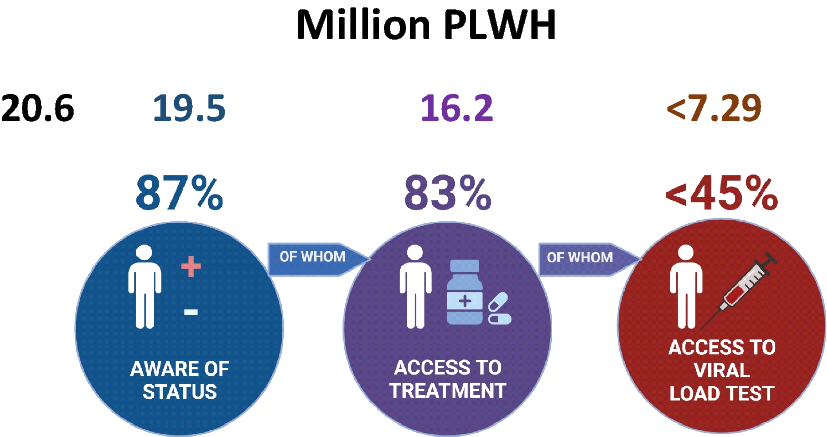 Million PLWH
20.6 19.5 16.2 <7.29
87% 83% <45%
OF WHOM OF WHOM
+
-
AWARE OF
STATUS
ACCESS TO
TREATMENT
ACCESS TO
VIRAL
LOAD TEST